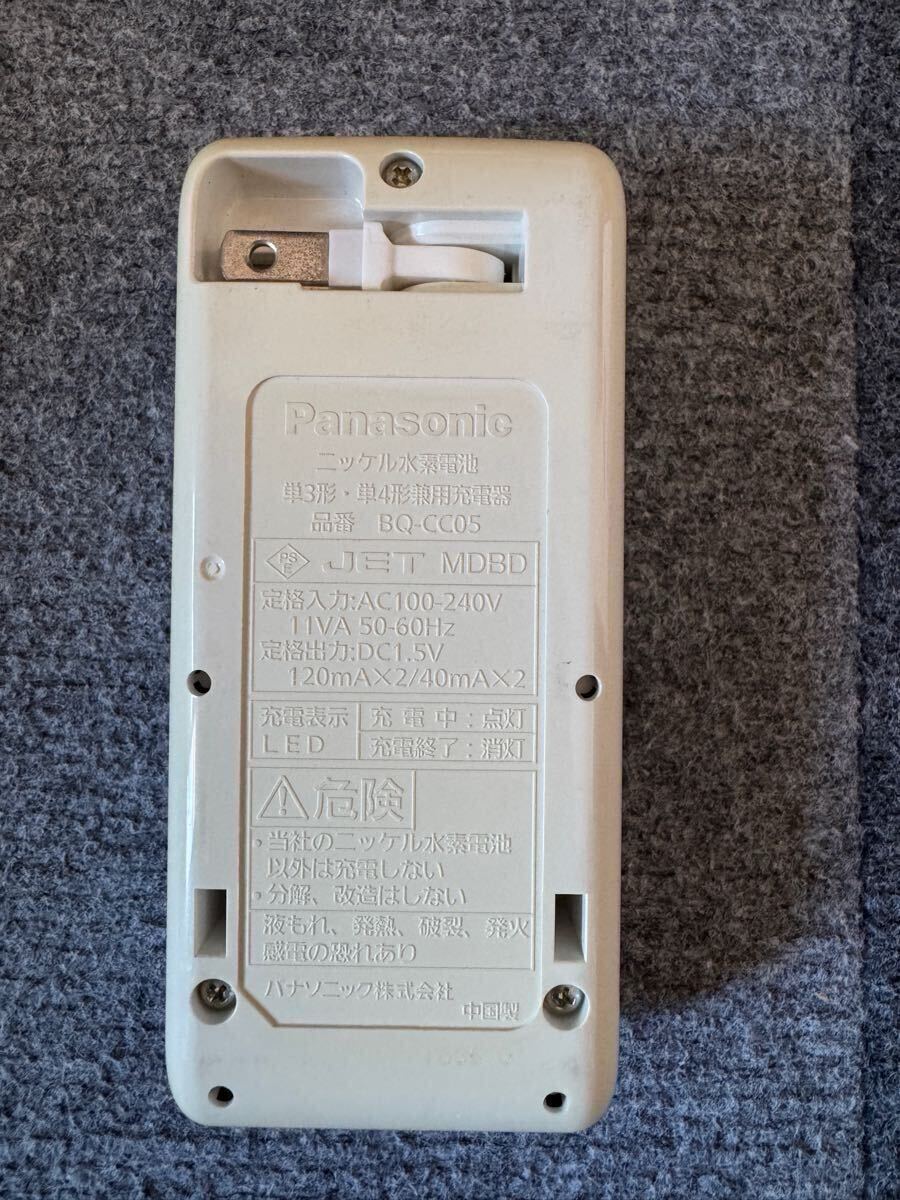 Panasonic
ニッケル水素電池
単3形・単4形兼用充電器
品番 BQ-CC05
PS E JET MDBD
定格入力:AC100-240V
11VA 50-60Hz
定格出力:DC1.5V
120mA×2/40mA×2
充電表示 充電中:点灯
LED 充電終了:消灯
危険
・当社のニッケル水素電池
以外は充電しない
・分解、改造はしない
液もれ、発熱、破裂、発火
感電の恐れあり
パナソニック株式会社
中国製